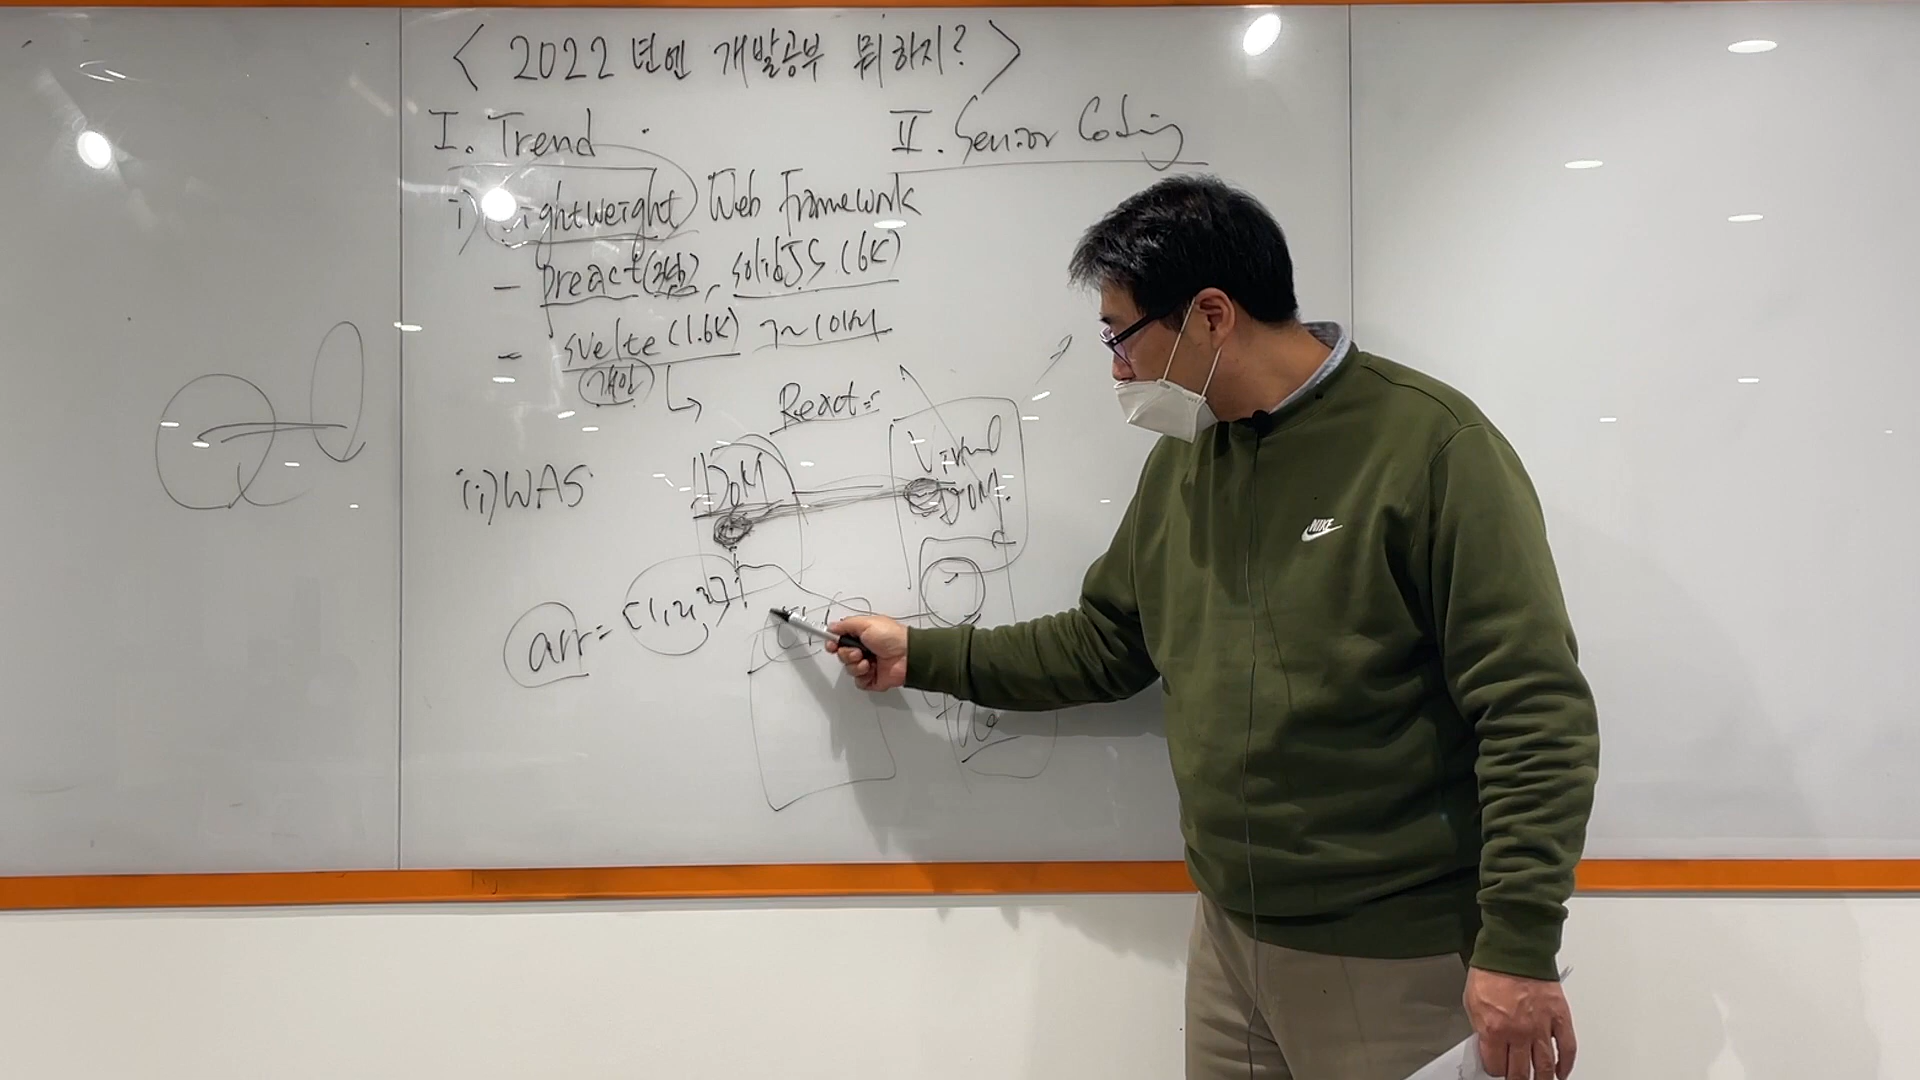 < 2022 년엔 개발공부 뭐하지? >
I. Trend
II. Senior Coding
i) Lightweight Web Framework
- preact( ), solidJS (6K)
- svelte (1.6K) 7~10배
개인
React =
ii) WAS
DOM
Virtual DOM.
arr = [1,2,3];
NIKE